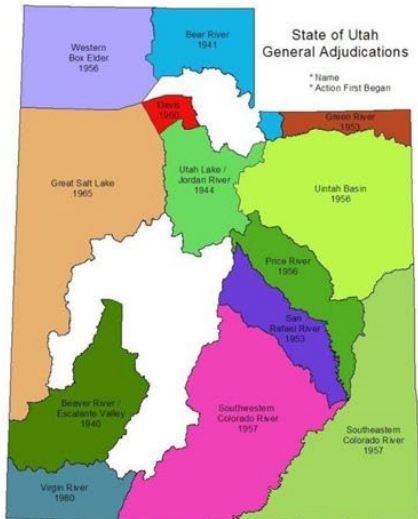 State of Utah
General Adjudications
* Name
* Action First Began
Western
Box Elder
1956
Bear River
1941
Davis
1960
Green River
1953
Great Salt Lake
1965
Utah Lake /
Jordan River
1944
Uintah Basin
1956
Price River
1956
San
Rafael River
1953
Beaver River /
Escalante Valley
1940
Southwestern
Colorado River
1957
Southeastern
Colorado River
1957
Virgin River
1980